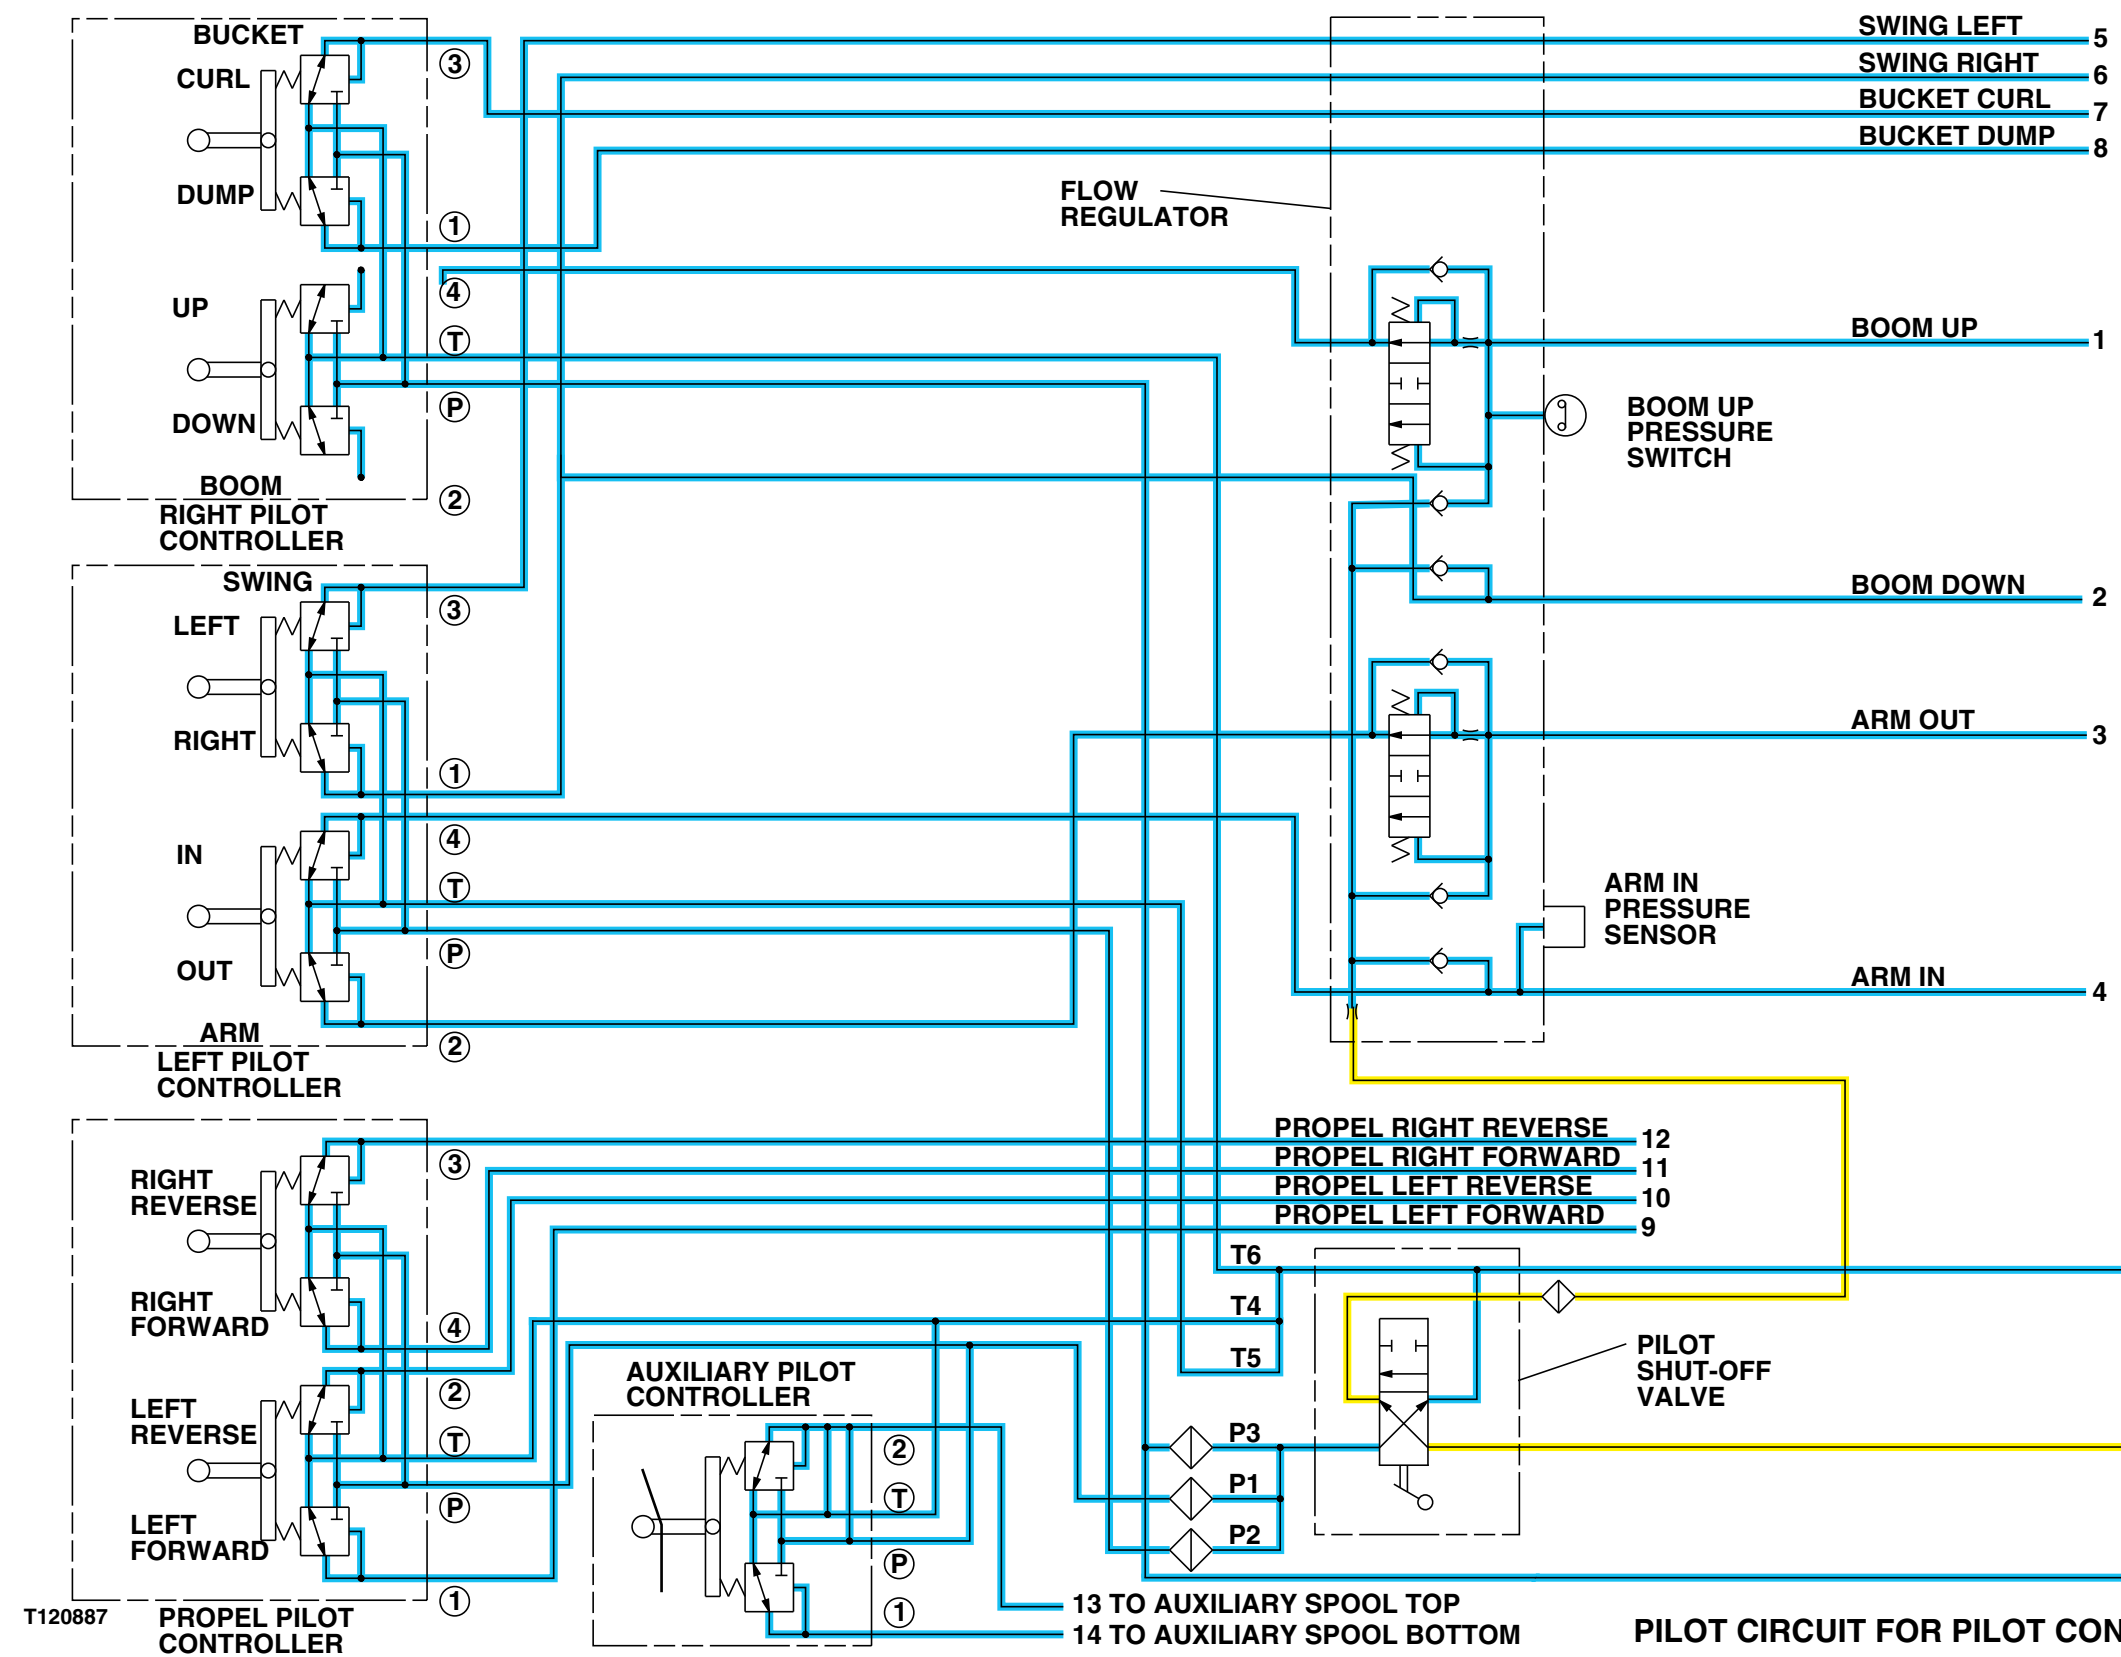 BUCKET
CURL
DUMP
3
1
UP
DOWN
BOOM
4
T
P
2
RIGHT PILOT
CONTROLLER
SWING
LEFT
RIGHT
3
1
IN
OUT
ARM
4
T
P
2
LEFT PILOT
CONTROLLER
RIGHT
REVERSE
RIGHT
FORWARD
3
4
LEFT
REVERSE
LEFT
FORWARD
2
T
P
1
T120887
PROPEL PILOT
CONTROLLER
AUXILIARY PILOT
CONTROLLER
2
T
P
1
13 TO AUXILIARY SPOOL TOP
14 TO AUXILIARY SPOOL BOTTOM
FLOW
REGULATOR
SWING LEFT 5
SWING RIGHT 6
BUCKET CURL 7
BUCKET DUMP 8
BOOM UP 1
BOOM UP
PRESSURE
SWITCH
BOOM DOWN 2
ARM OUT 3
ARM IN
PRESSURE
SENSOR
ARM IN 4
PROPEL RIGHT REVERSE 12
PROPEL RIGHT FORWARD 11
PROPEL LEFT REVERSE 10
PROPEL LEFT FORWARD 9
T6
T4
T5
P3
P1
P2
PILOT
SHUT-OFF
VALVE
PILOT CIRCUIT FOR PILOT CON